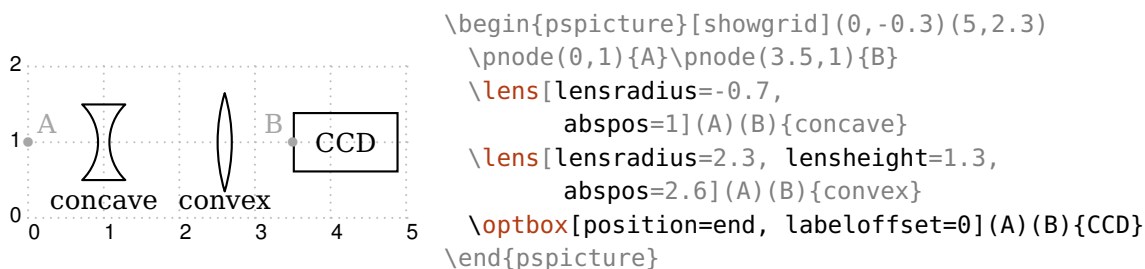 2
1
0
A
B
CCD
concave
convex
0 1 2 3 4 5
\begin{pspicture}[showgrid](0,-0.3)(5,2.3)
\pnode(0,1){A}\pnode(3.5,1){B}
\lens[lensradius=-0.7,
abspos=1](A)(B){concave}
\lens[lensradius=2.3, lensheight=1.3,
abspos=2.6](A)(B){convex}
\optbox[position=end, labeloffset=0](A)(B){CCD}
\end{pspicture}